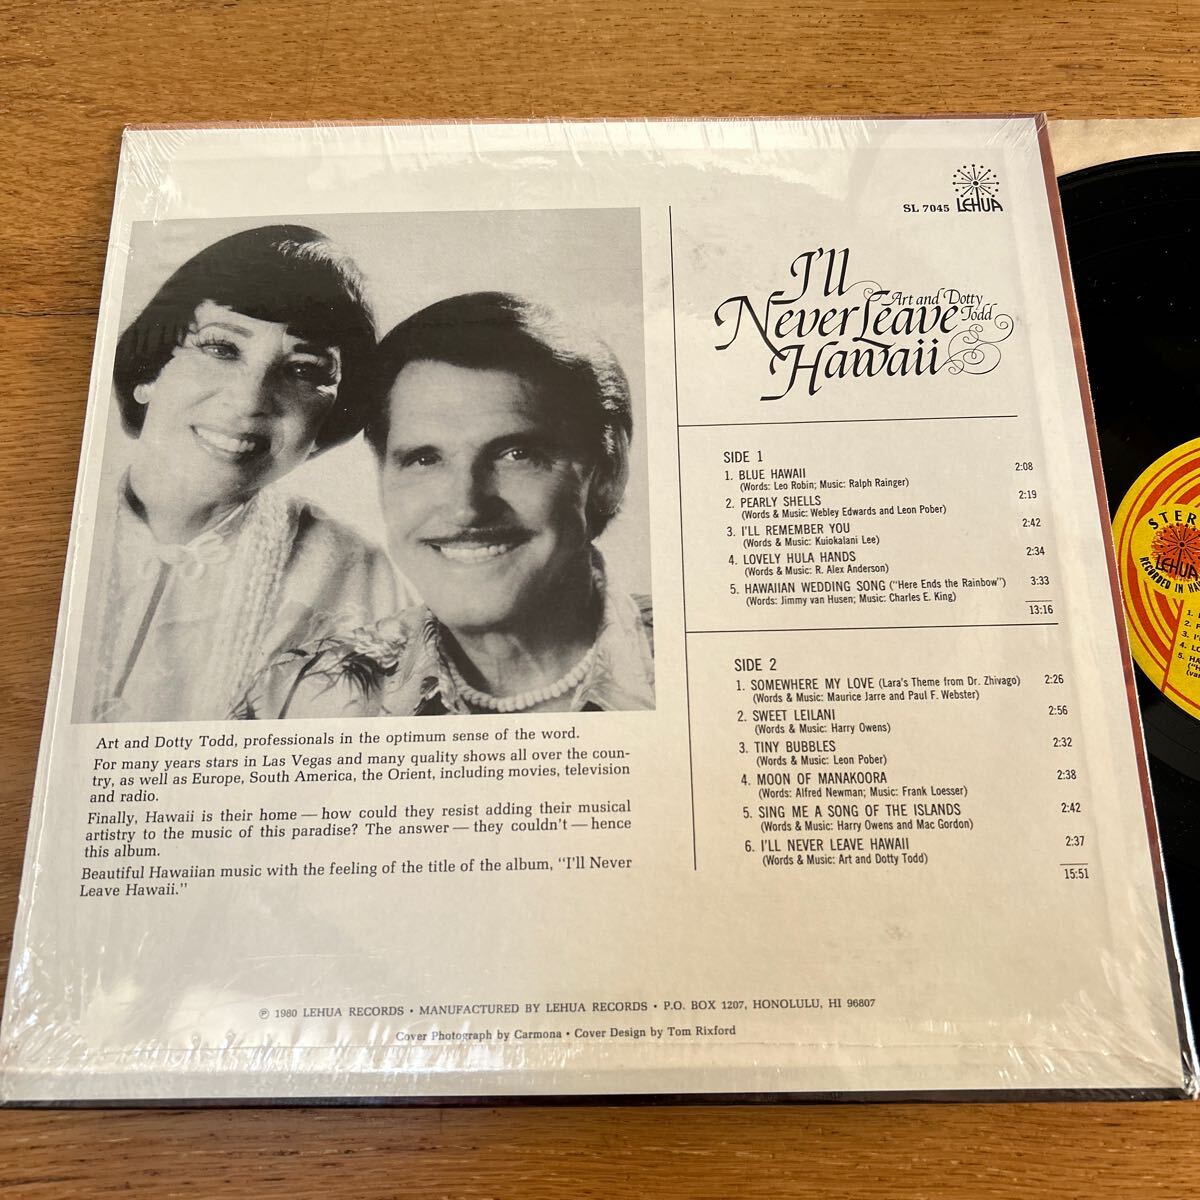 SL 7045 LEHUA
I'll
Never Leave
Hawaii
Art and Dotty
Todd
SIDE 1
1. BLUE HAWAII 2:08
(Words: Leo Robin; Music: Ralph Rainger)
2. PEARLY SHELLS 2:19
(Words & Music: Webley Edwards and Leon Pober)
3. I'LL REMEMBER YOU 2:42
(Words & Music: Kuiokalani Lee)
4. LOVELY HULA HANDS 2:34
(Words & Music: R. Alex Anderson)
5. HAWAIIAN WEDDING SONG ("Here Ends the Rainbow") 3:33
(Words: Jimmy van Husen; Music: Charles E. King)
13:16
SIDE 2
1. SOMEWHERE MY LOVE (Lara's Theme from Dr. Zhivago) 2:26
(Words & Music: Maurice Jarre and Paul F. Webster)
2. SWEET LEILANI 2:56
(Words & Music: Harry Owens)
3. TINY BUBBLES 2:32
(Words & Music: Leon Pober)
4. MOON OF MANAKOORA 2:38
(Words: Alfred Newman; Music: Frank Loesser)
5. SING ME A SONG OF THE ISLANDS 2:42
(Words & Music: Harry Owens and Mac Gordon)
6. I'LL NEVER LEAVE HAWAII 2:37
(Words & Music: Art and Dotty Todd)
15:51
Art and Dotty Todd, professionals in the optimum sense of the word.
For many years stars in Las Vegas and many quality shows all over the coun-
try, as well as Europe, South America, the Orient, including movies, television
and radio.
Finally, Hawaii is their home — how could they resist adding their musical
artistry to the music of this paradise? The answer — they couldn't — hence
this album.
Beautiful Hawaiian music with the feeling of the title of the album, "I'll Never
Leave Hawaii."
℗ 1980 LEHUA RECORDS • MANUFACTURED BY LEHUA RECORDS • P.O. BOX 1207, HONOLULU, HI 96807
Cover Photograph by Carmona • Cover Design by Tom Rixford
LEHUA
RECORDED IN
1.
2.
3.
4.
5.